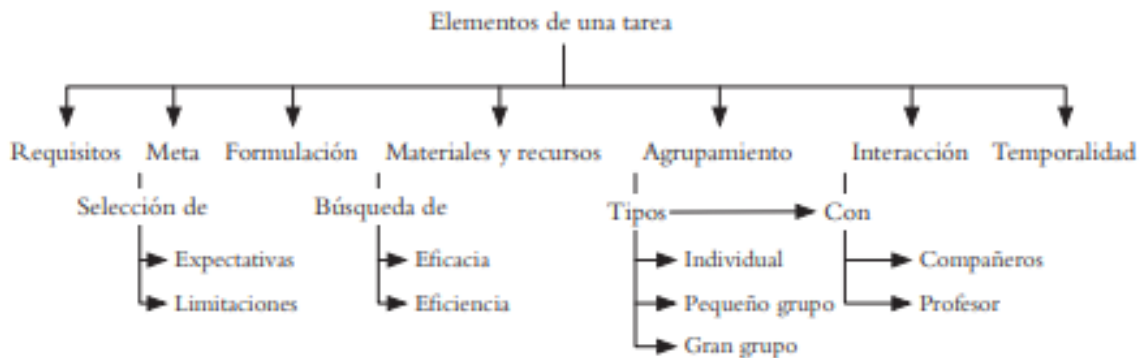 Elementos de una tarea
Requisitos Meta Formulación Materiales y recursos Agrupamiento Interacción Temporalidad
Selección de Búsqueda de Tipos Con
Expectativas Eficacia Individual Compañeros
Limitaciones Eficiencia Pequeño grupo Profesor
Gran grupo